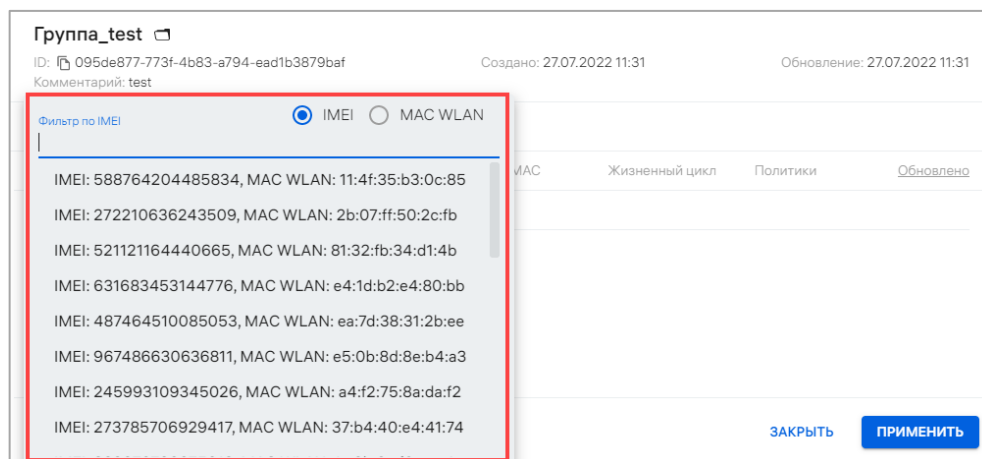 Группа_test
ID: 095de877-773f-4b83-a794-ead1b3879baf Создано: 27.07.2022 11:31 Обновление: 27.07.2022 11:31
Комментарий: test
Фильтр по IMEI IMEI MAC WLAN
MAC Жизненный цикл Политики Обновлено
IMEI: 588764204485834, MAC WLAN: 11:4f:35:b3:0c:85
IMEI: 272210636243509, MAC WLAN: 2b:07:ff:50:2c:fb
IMEI: 521121164440665, MAC WLAN: 81:32:fb:34:d1:4b
IMEI: 631683453144776, MAC WLAN: e4:1d:b2:e4:80:bb
IMEI: 487464510085053, MAC WLAN: ea:7d:38:31:2b:ee
IMEI: 967486630636811, MAC WLAN: e5:0b:8d:8e:b4:a3
IMEI: 245993109345026, MAC WLAN: a4:f2:75:8a:da:f2
IMEI: 273785706929417, MAC WLAN: 37:b4:40:e4:41:74
ЗАКРЫТЬ ПРИМЕНИТЬ